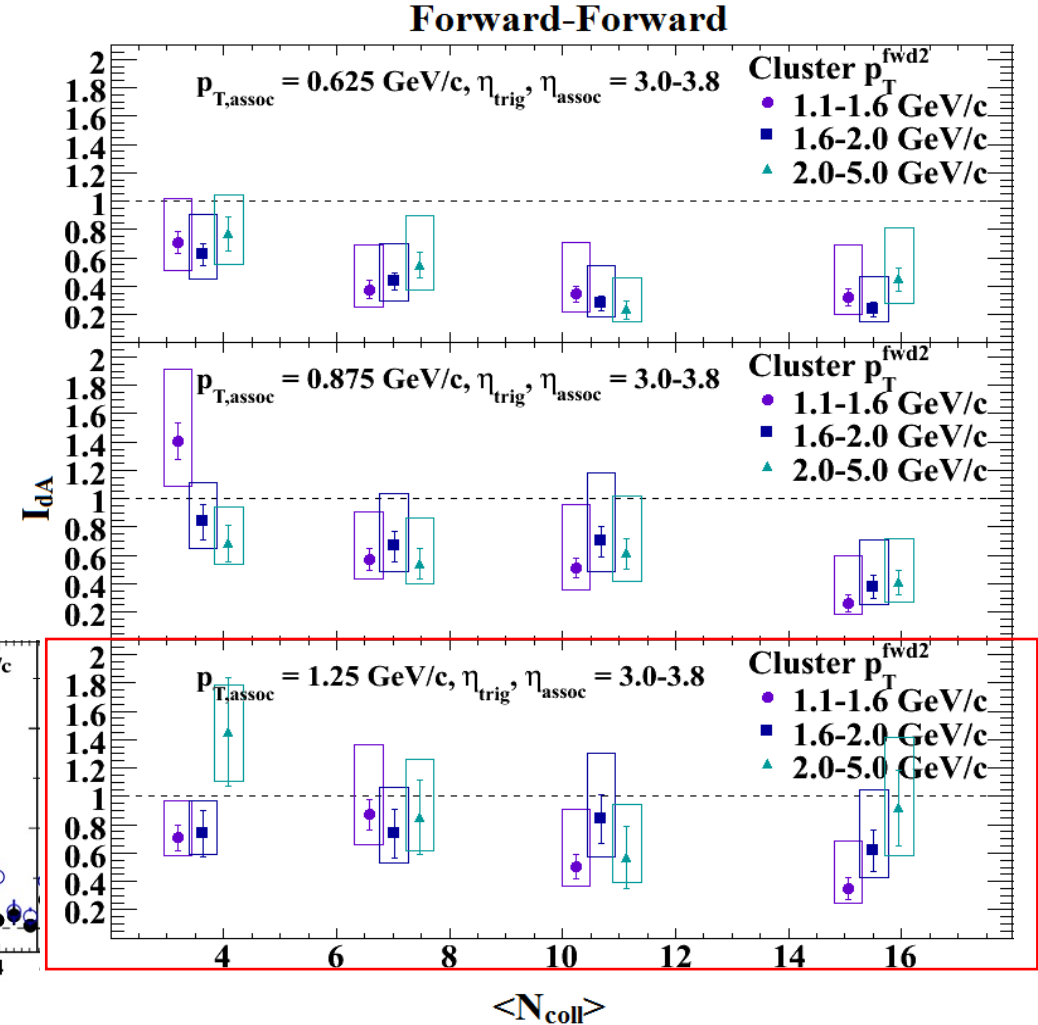 Forward-Forward
p_T,assoc = 0.625 GeV/c, η_trig, η_assoc = 3.0-3.8
Cluster p_T^fwd2
1.1-1.6 GeV/c
1.6-2.0 GeV/c
2.0-5.0 GeV/c
2
1.8
1.6
1.4
1.2
1
0.8
0.6
0.4
0.2
p_T,assoc = 0.875 GeV/c, η_trig, η_assoc = 3.0-3.8
Cluster p_T^fwd2
1.1-1.6 GeV/c
1.6-2.0 GeV/c
2.0-5.0 GeV/c
2
1.8
1.6
1.4
1.2
1
0.8
0.6
0.4
0.2
I_dA
p_T,assoc = 1.25 GeV/c, η_trig, η_assoc = 3.0-3.8
Cluster p_T^fwd2
1.1-1.6 GeV/c
1.6-2.0 GeV/c
2.0-5.0 GeV/c
2
1.8
1.6
1.4
1.2
1
0.8
0.6
0.4
0.2
4 6 8 10 12 14 16
<N_coll>
/c